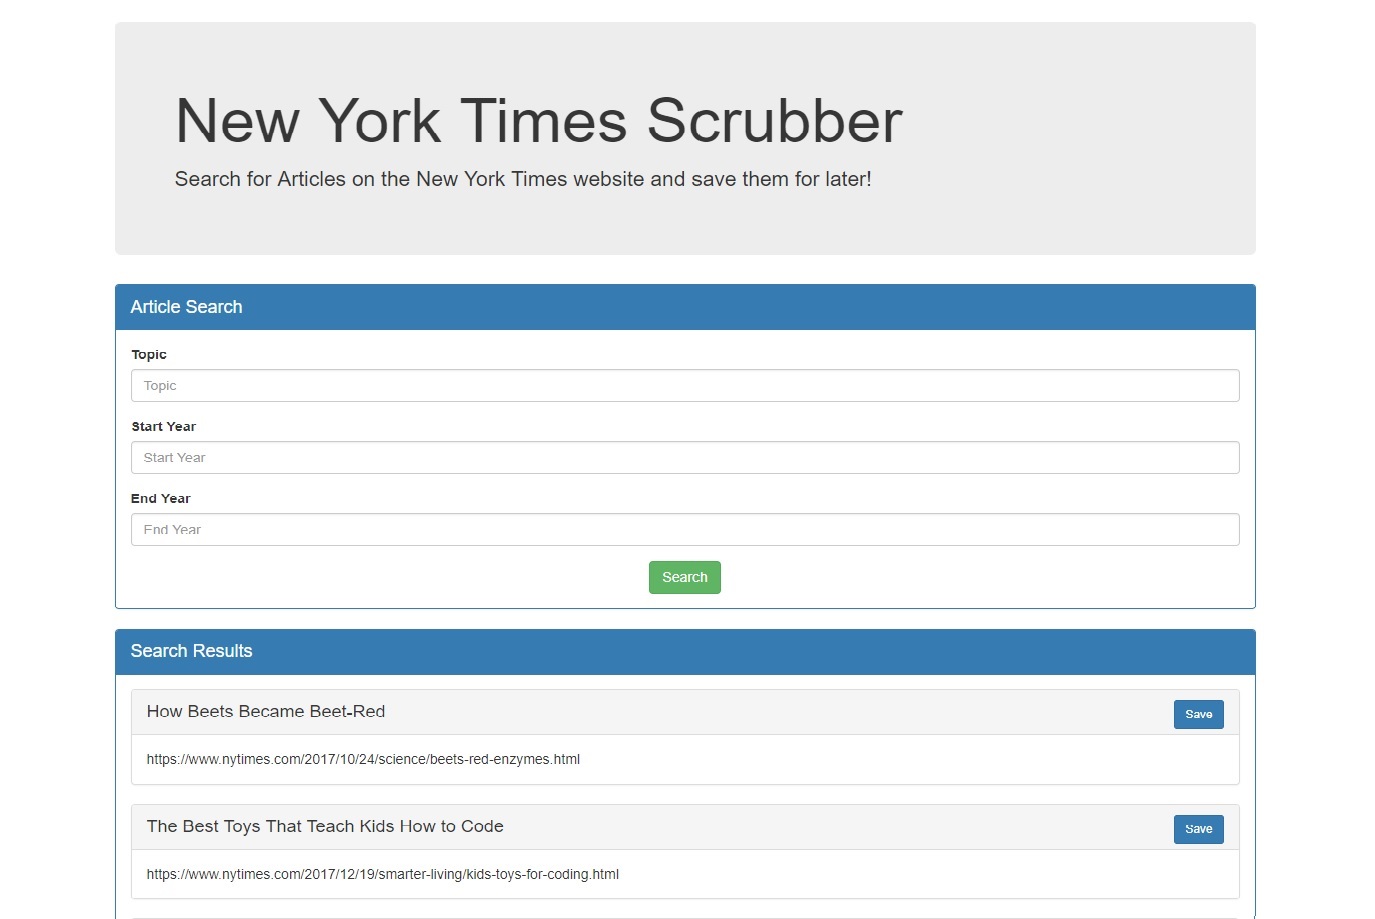 New York Times Scrubber
Search for Articles on the New York Times website and save them for later!
Article Search
Topic
Topic
Start Year
Start Year
End Year
End Year
Search
Search Results
How Beets Became Beet-Red
Save
https://www.nytimes.com/2017/10/24/science/beets-red-enzymes.html
The Best Toys That Teach Kids How to Code
Save
https://www.nytimes.com/2017/12/19/smarter-living/kids-toys-for-coding.html